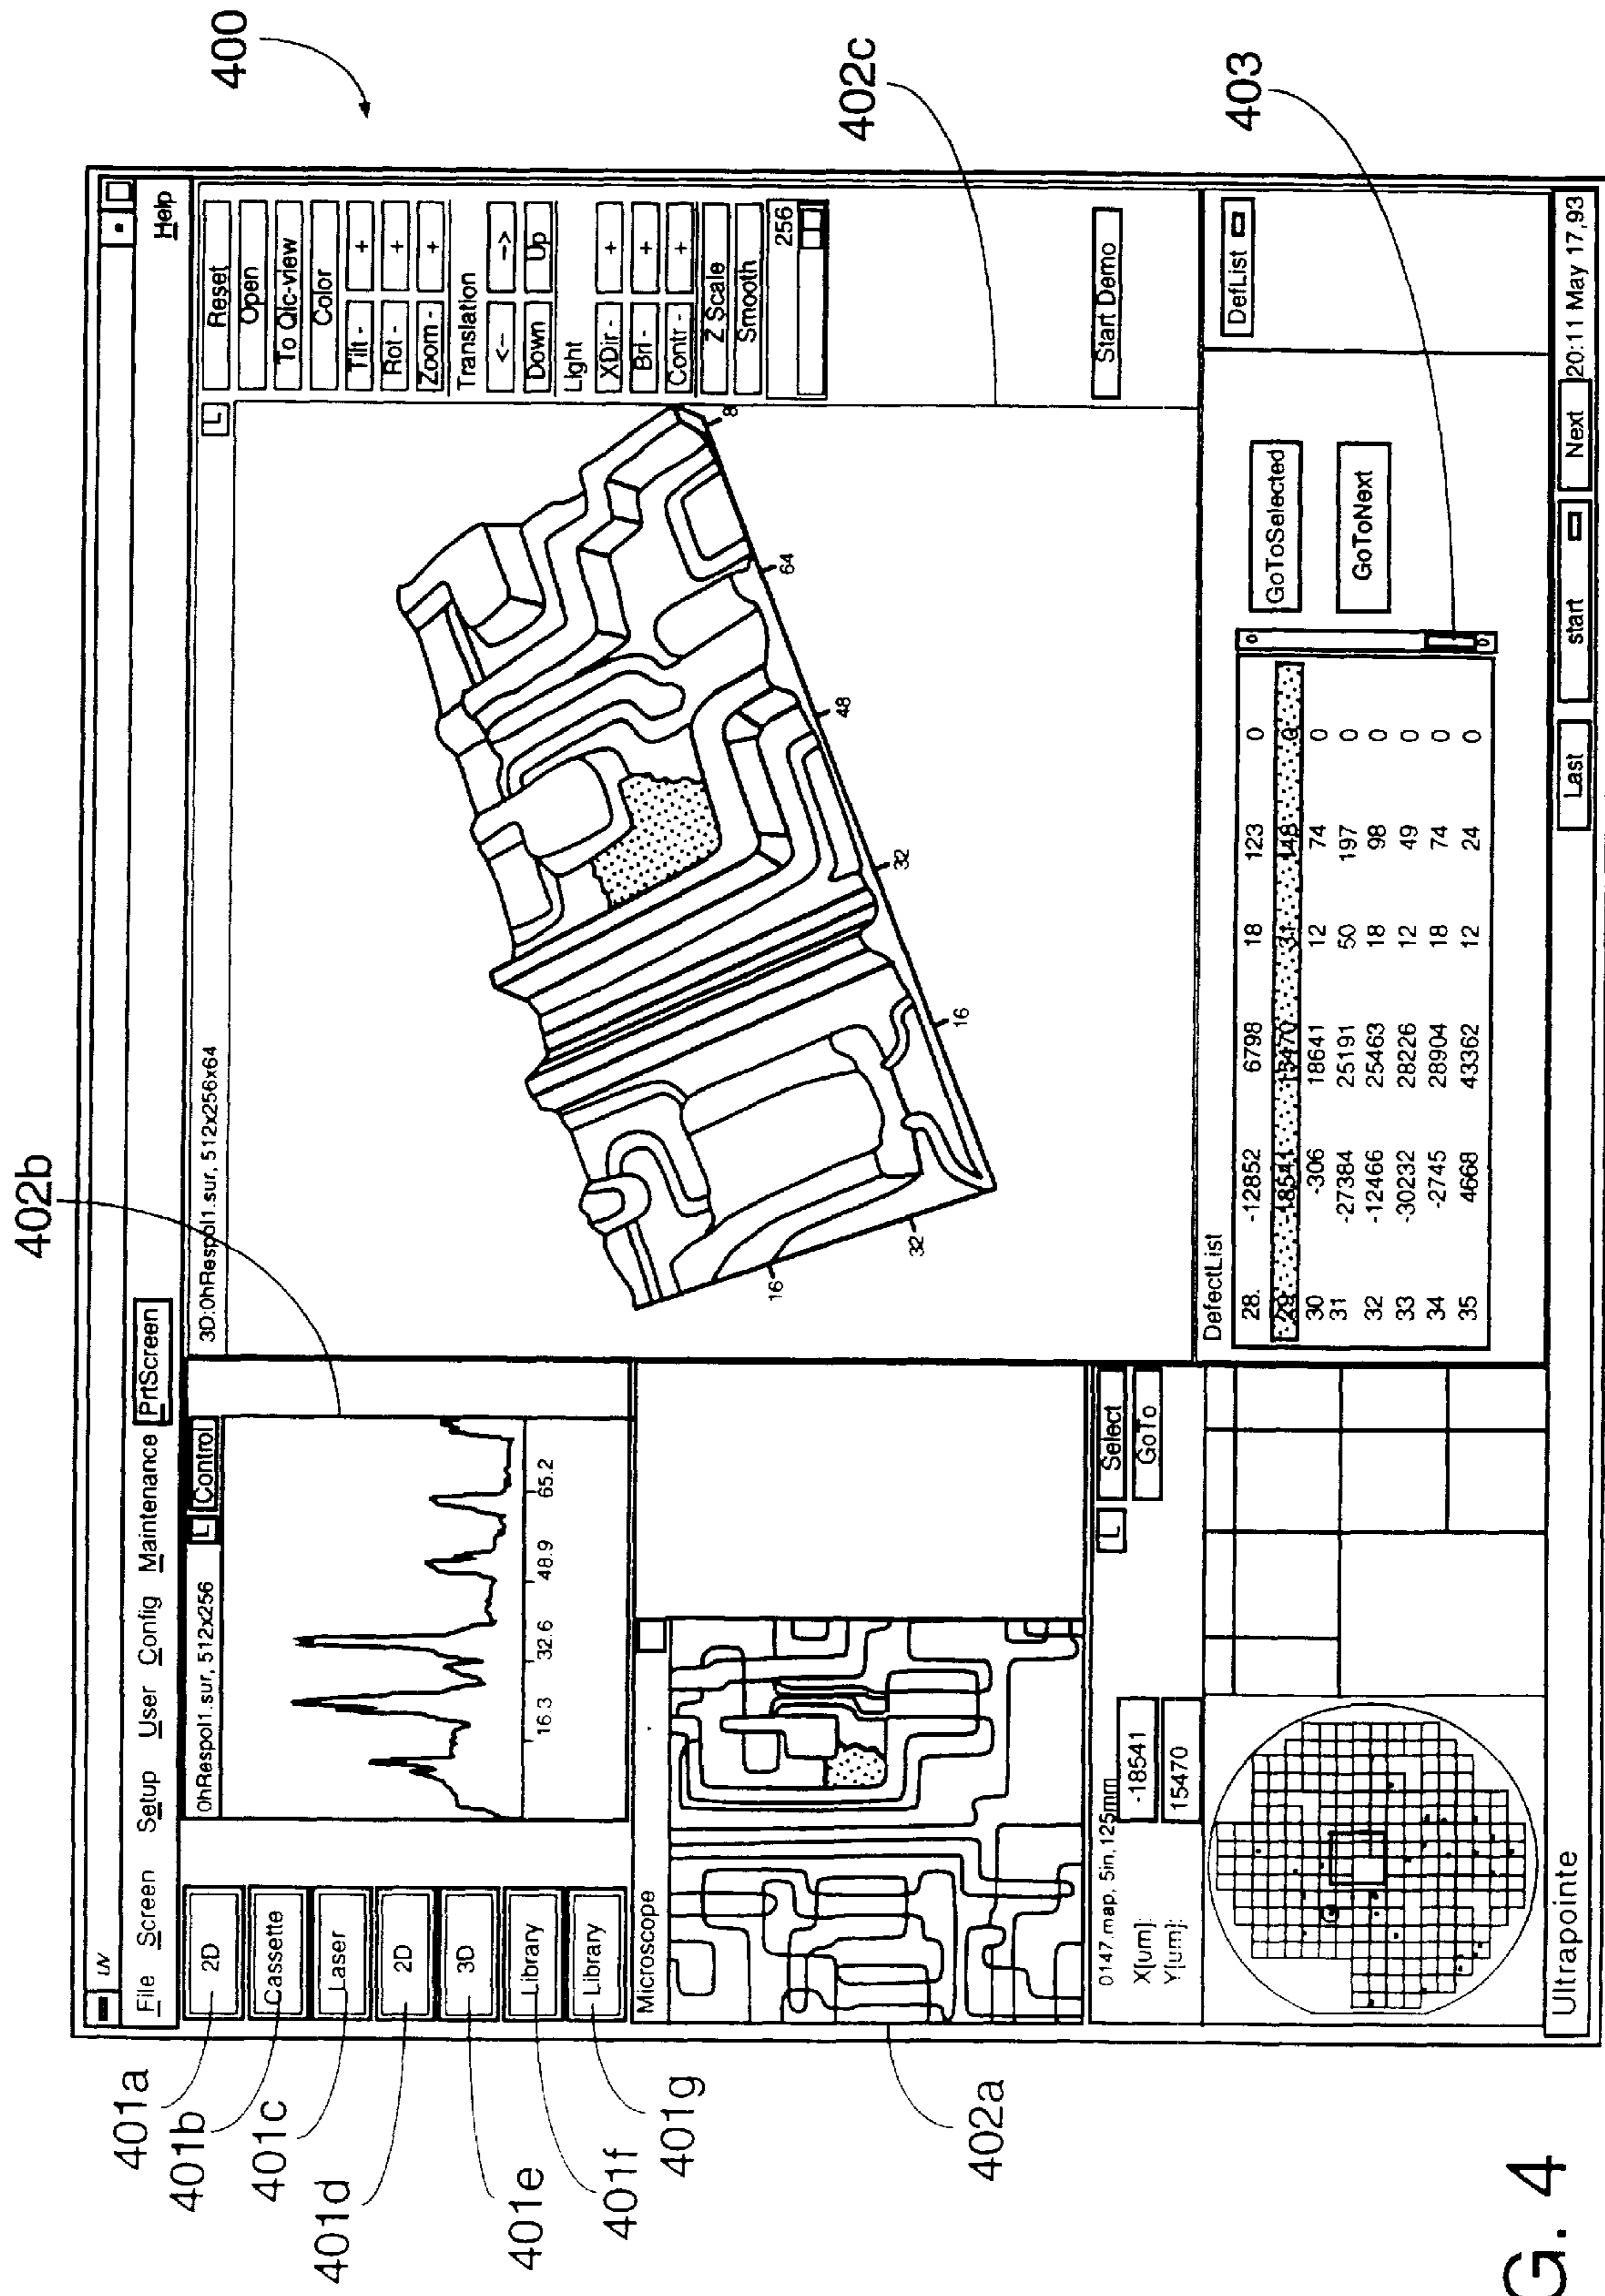 400
402b
LN
File Screen Setup User Config Maintenance PrtScreen Help
401a
401b
401c
401d
401e
401f
401g
2D
Cassette
Laser
2D
3D
Library
Library
0hRespol1.sur, 512x256 L Control
16.3 32.6 48.9 65.2
3D:0hRespol1.sur, 512x256x64 L
16
32
16
32
48
64
8
Reset
Open
To Qic-view
Color
Tilt - +
Rot - +
Zoom - +
Translation
<-- -->
Down Up
Light
XDir - +
Bri - +
Contr - +
Z Scale
Smooth
256
Start Demo
402c
Microscope
402a
0147.map, 5in, 125mm L Select
GoTo
X[um]: -18541
Y[um]: 15470
DefectList
28. -12852 6798 18 123 0
29 -18541 15470 31 148 0
30 -306 18641 12 74 0
31 -27384 25191 50 197 0
32 -12466 25463 18 98 0
33 -30232 28226 12 49 0
34 -2745 28904 18 74 0
35 4668 43362 12 24 0
GoToSelected
GoToNext
DefList
403
Ultrapointe Last start Next 20:11 May 17,93
G. 4